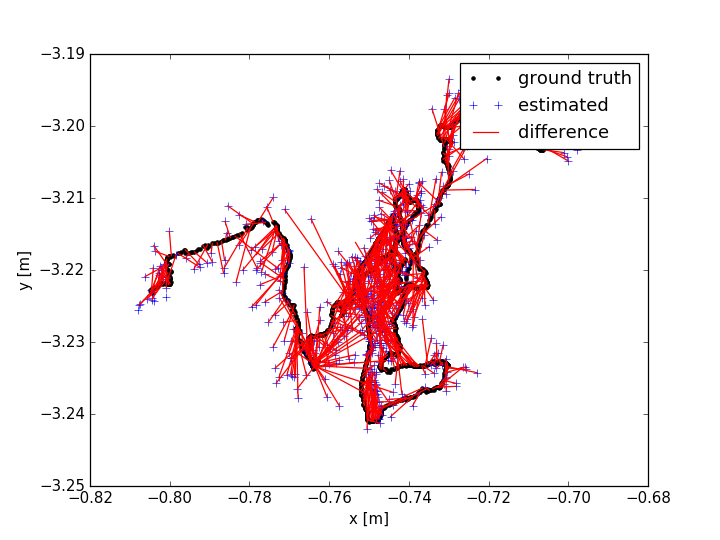 −3.19
ground truth
estimated
difference
−3.20
−3.21
−3.22
−3.23
−3.24
−3.25
y [m]
−0.82 −0.80 −0.78 −0.76 −0.74 −0.72 −0.70 −0.68
x [m]